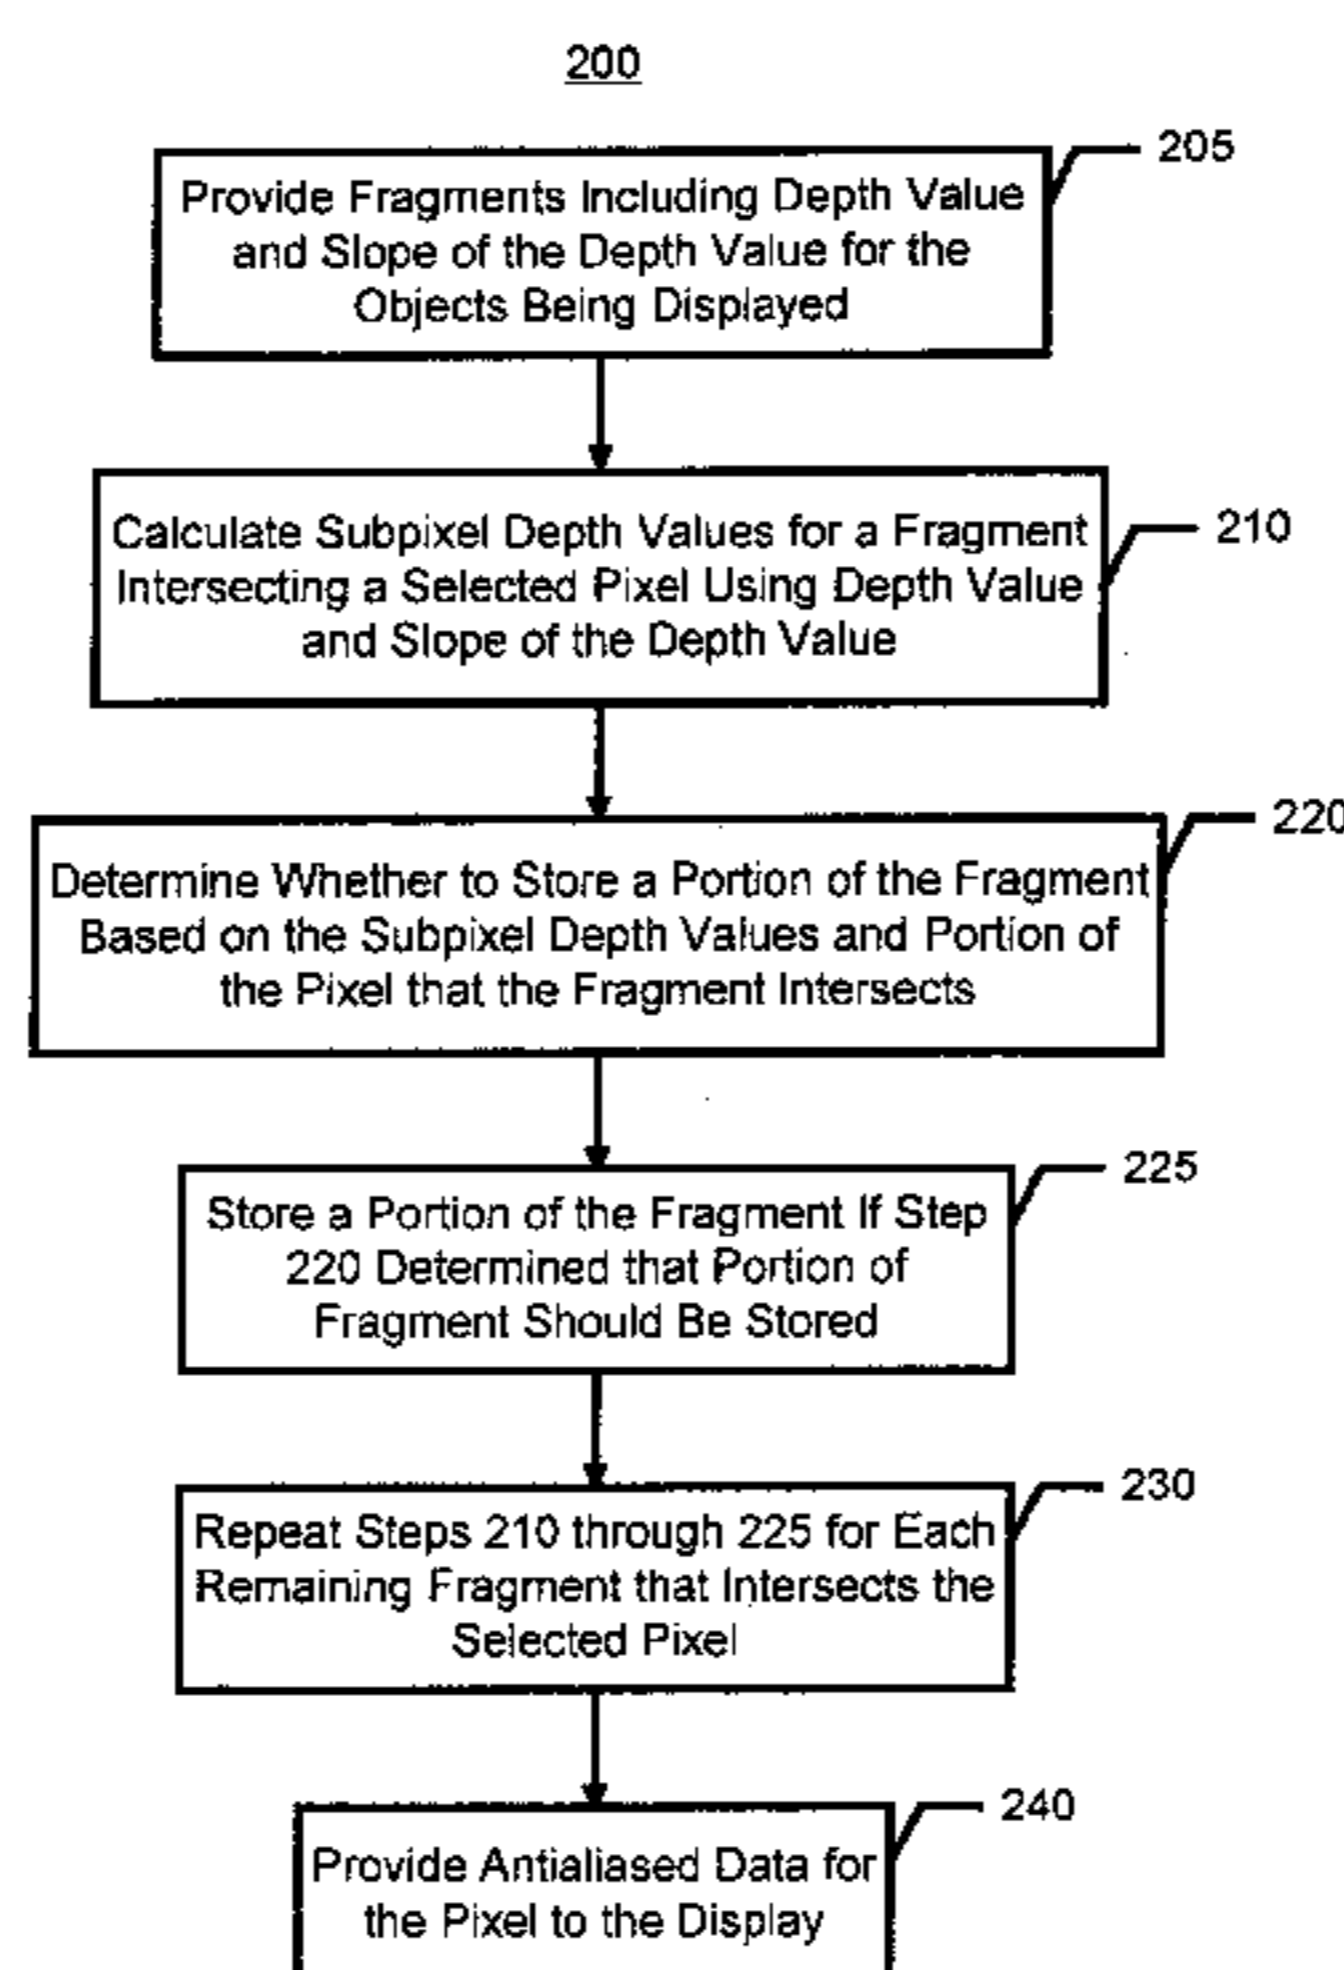 200
205
Provide Fragments Including Depth Value
and Slope of the Depth Value for the
Objects Being Displayed
210
Calculate Subpixel Depth Values for a Fragment
Intersecting a Selected Pixel Using Depth Value
and Slope of the Depth Value
220
Determine Whether to Store a Portion of the Fragment
Based on the Subpixel Depth Values and Portion of
the Pixel that the Fragment Intersects
225
Store a Portion of the Fragment If Step
220 Determined that Portion of
Fragment Should Be Stored
230
Repeat Steps 210 through 225 for Each
Remaining Fragment that Intersects the
Selected Pixel
240
Provide Antialiased Data for
the Pixel to the Display